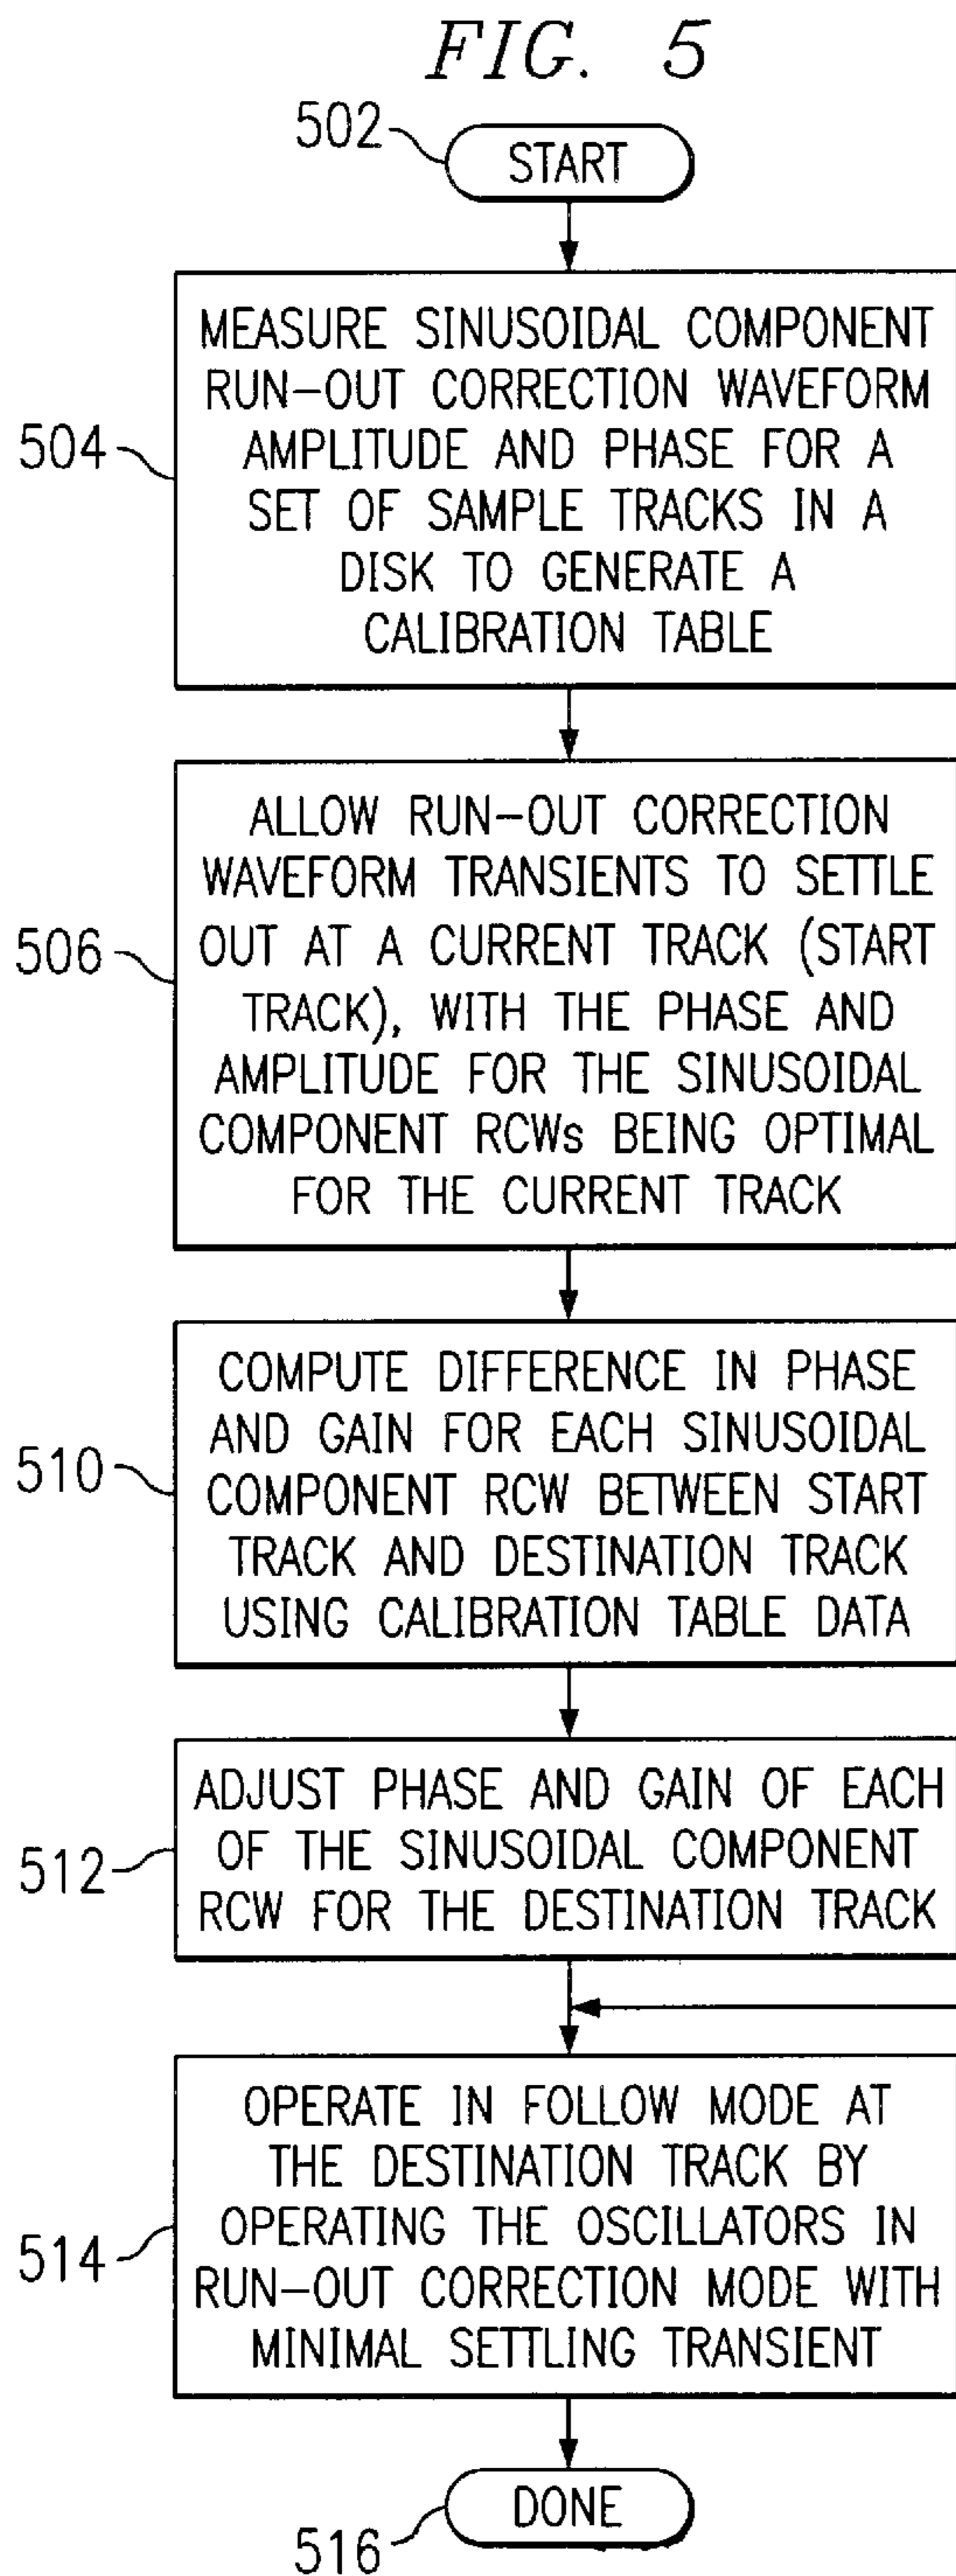 FIG. 5
502
START
MEASURE SINUSOIDAL COMPONENT
RUN-OUT CORRECTION WAVEFORM
AMPLITUDE AND PHASE FOR A
SET OF SAMPLE TRACKS IN A
DISK TO GENERATE A
CALIBRATION TABLE
504
ALLOW RUN-OUT CORRECTION
WAVEFORM TRANSIENTS TO SETTLE
OUT AT A CURRENT TRACK (START
TRACK), WITH THE PHASE AND
AMPLITUDE FOR THE SINUSOIDAL
COMPONENT RCWs BEING OPTIMAL
FOR THE CURRENT TRACK
506
COMPUTE DIFFERENCE IN PHASE
AND GAIN FOR EACH SINUSOIDAL
COMPONENT RCW BETWEEN START
TRACK AND DESTINATION TRACK
USING CALIBRATION TABLE DATA
510
ADJUST PHASE AND GAIN OF EACH
OF THE SINUSOIDAL COMPONENT
RCW FOR THE DESTINATION TRACK
512
OPERATE IN FOLLOW MODE AT
THE DESTINATION TRACK BY
OPERATING THE OSCILLATORS IN
RUN-OUT CORRECTION MODE WITH
MINIMAL SETTLING TRANSIENT
514
DONE
516